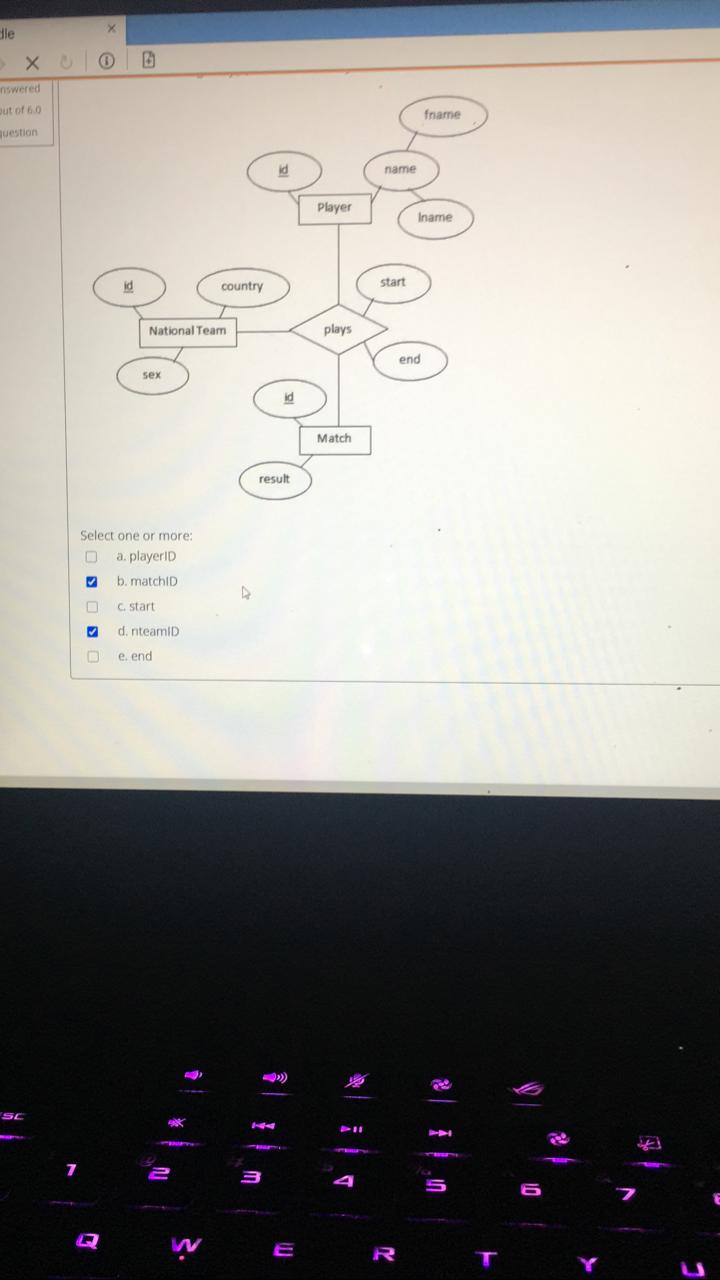 dle
nswered
out of 6.0
question
fname
id
name
Player
lname
id
country
start
National Team
plays
end
sex
id
Match
result
Select one or more:
a. playerID
b. matchID
c. start
d. nteamID
e. end
SC
1 2 3 4 5 6 7
Q W E R T Y U